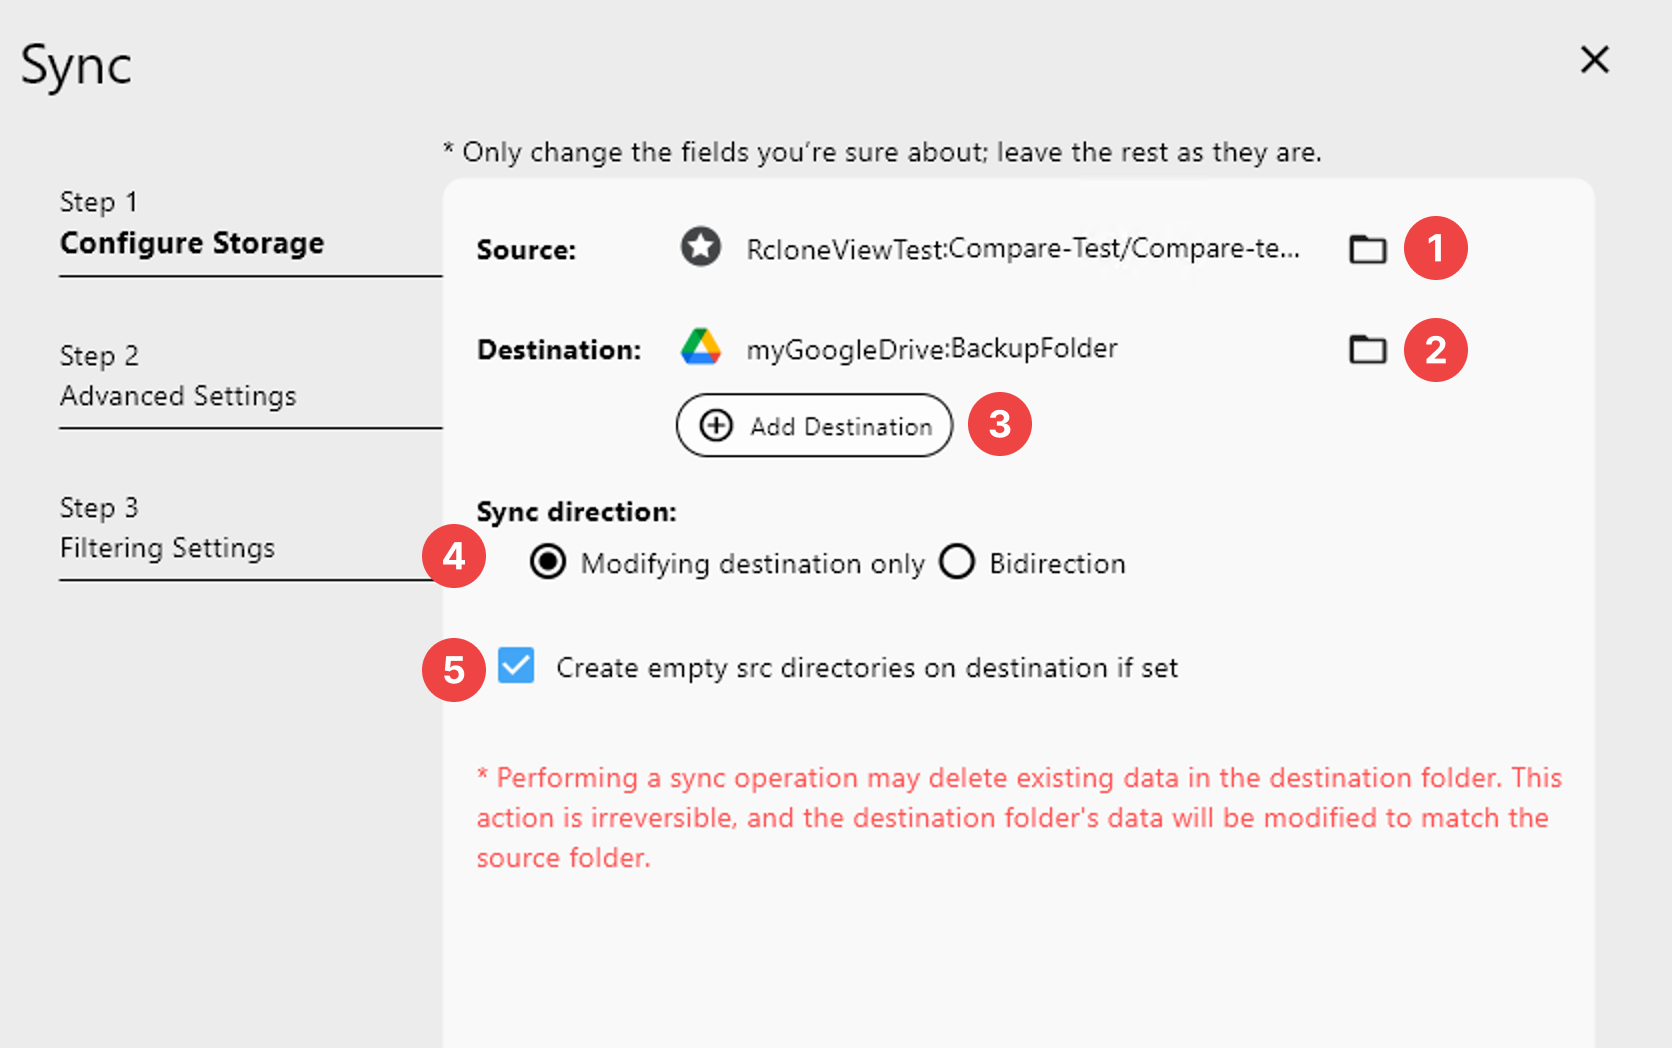 Sync
* Only change the fields you're sure about; leave the rest as they are.
Step 1
Configure Storage
Step 2
Advanced Settings
Step 3
Filtering Settings
Source: RcloneViewTest:Compare-Test/Compare-te... 1
Destination: myGoogleDrive:BackupFolder 2
Add Destination 3
Sync direction:
4 Modifying destination only Bidirection
5 Create empty src directories on destination if set
* Performing a sync operation may delete existing data in the destination folder. This
action is irreversible, and the destination folder's data will be modified to match the
source folder.